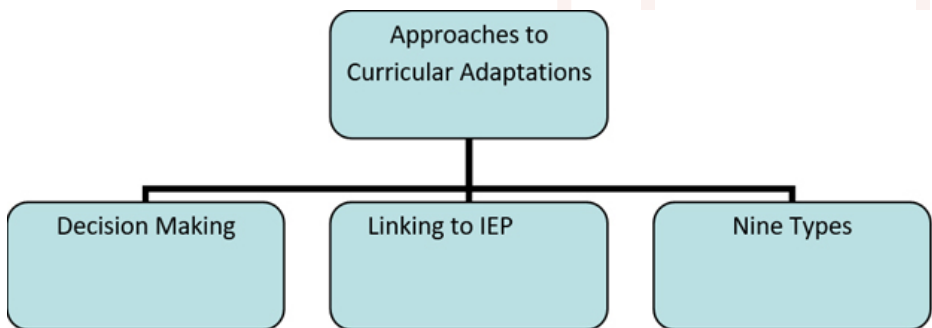 Approaches to
Curricular Adaptations
Decision Making
Linking to IEP
Nine Types